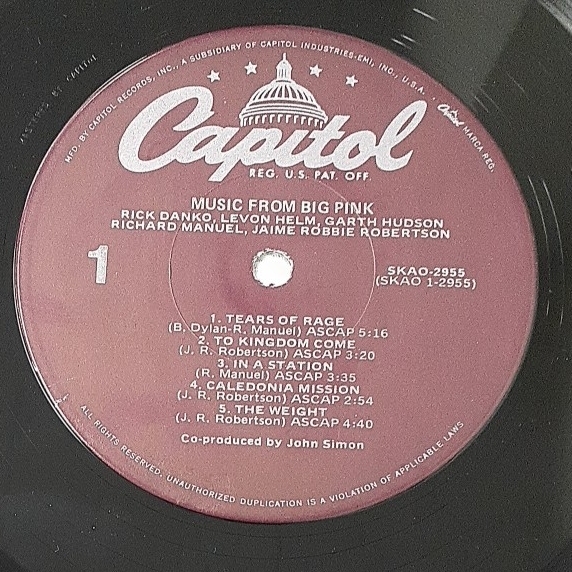 MFD. BY CAPITOL RECORDS, INC., A SUBSIDIARY OF CAPITOL INDUSTRIES-EMI, INC., U.S.A. • Capitol MARCA REG.
Capitol
REG. U.S. PAT. OFF.
MUSIC FROM BIG PINK
RICK DANKO, LEVON HELM, GARTH HUDSON
RICHARD MANUEL, JAIME ROBBIE ROBERTSON
1
SKAO-2955
(SKAO 1-2955)
1. TEARS OF RAGE
(B. Dylan-R. Manuel) ASCAP 5:16
2. TO KINGDOM COME
(J. R. Robertson) ASCAP 3:20
3. IN A STATION
(R. Manuel) ASCAP 3:35
4. CALEDONIA MISSION
(J. R. Robertson) ASCAP 2:54
5. THE WEIGHT
(J. R. Robertson) ASCAP 4:40
Co-produced by John Simon
ALL RIGHTS RESERVED. UNAUTHORIZED DUPLICATION IS A VIOLATION OF APPLICABLE LAWS